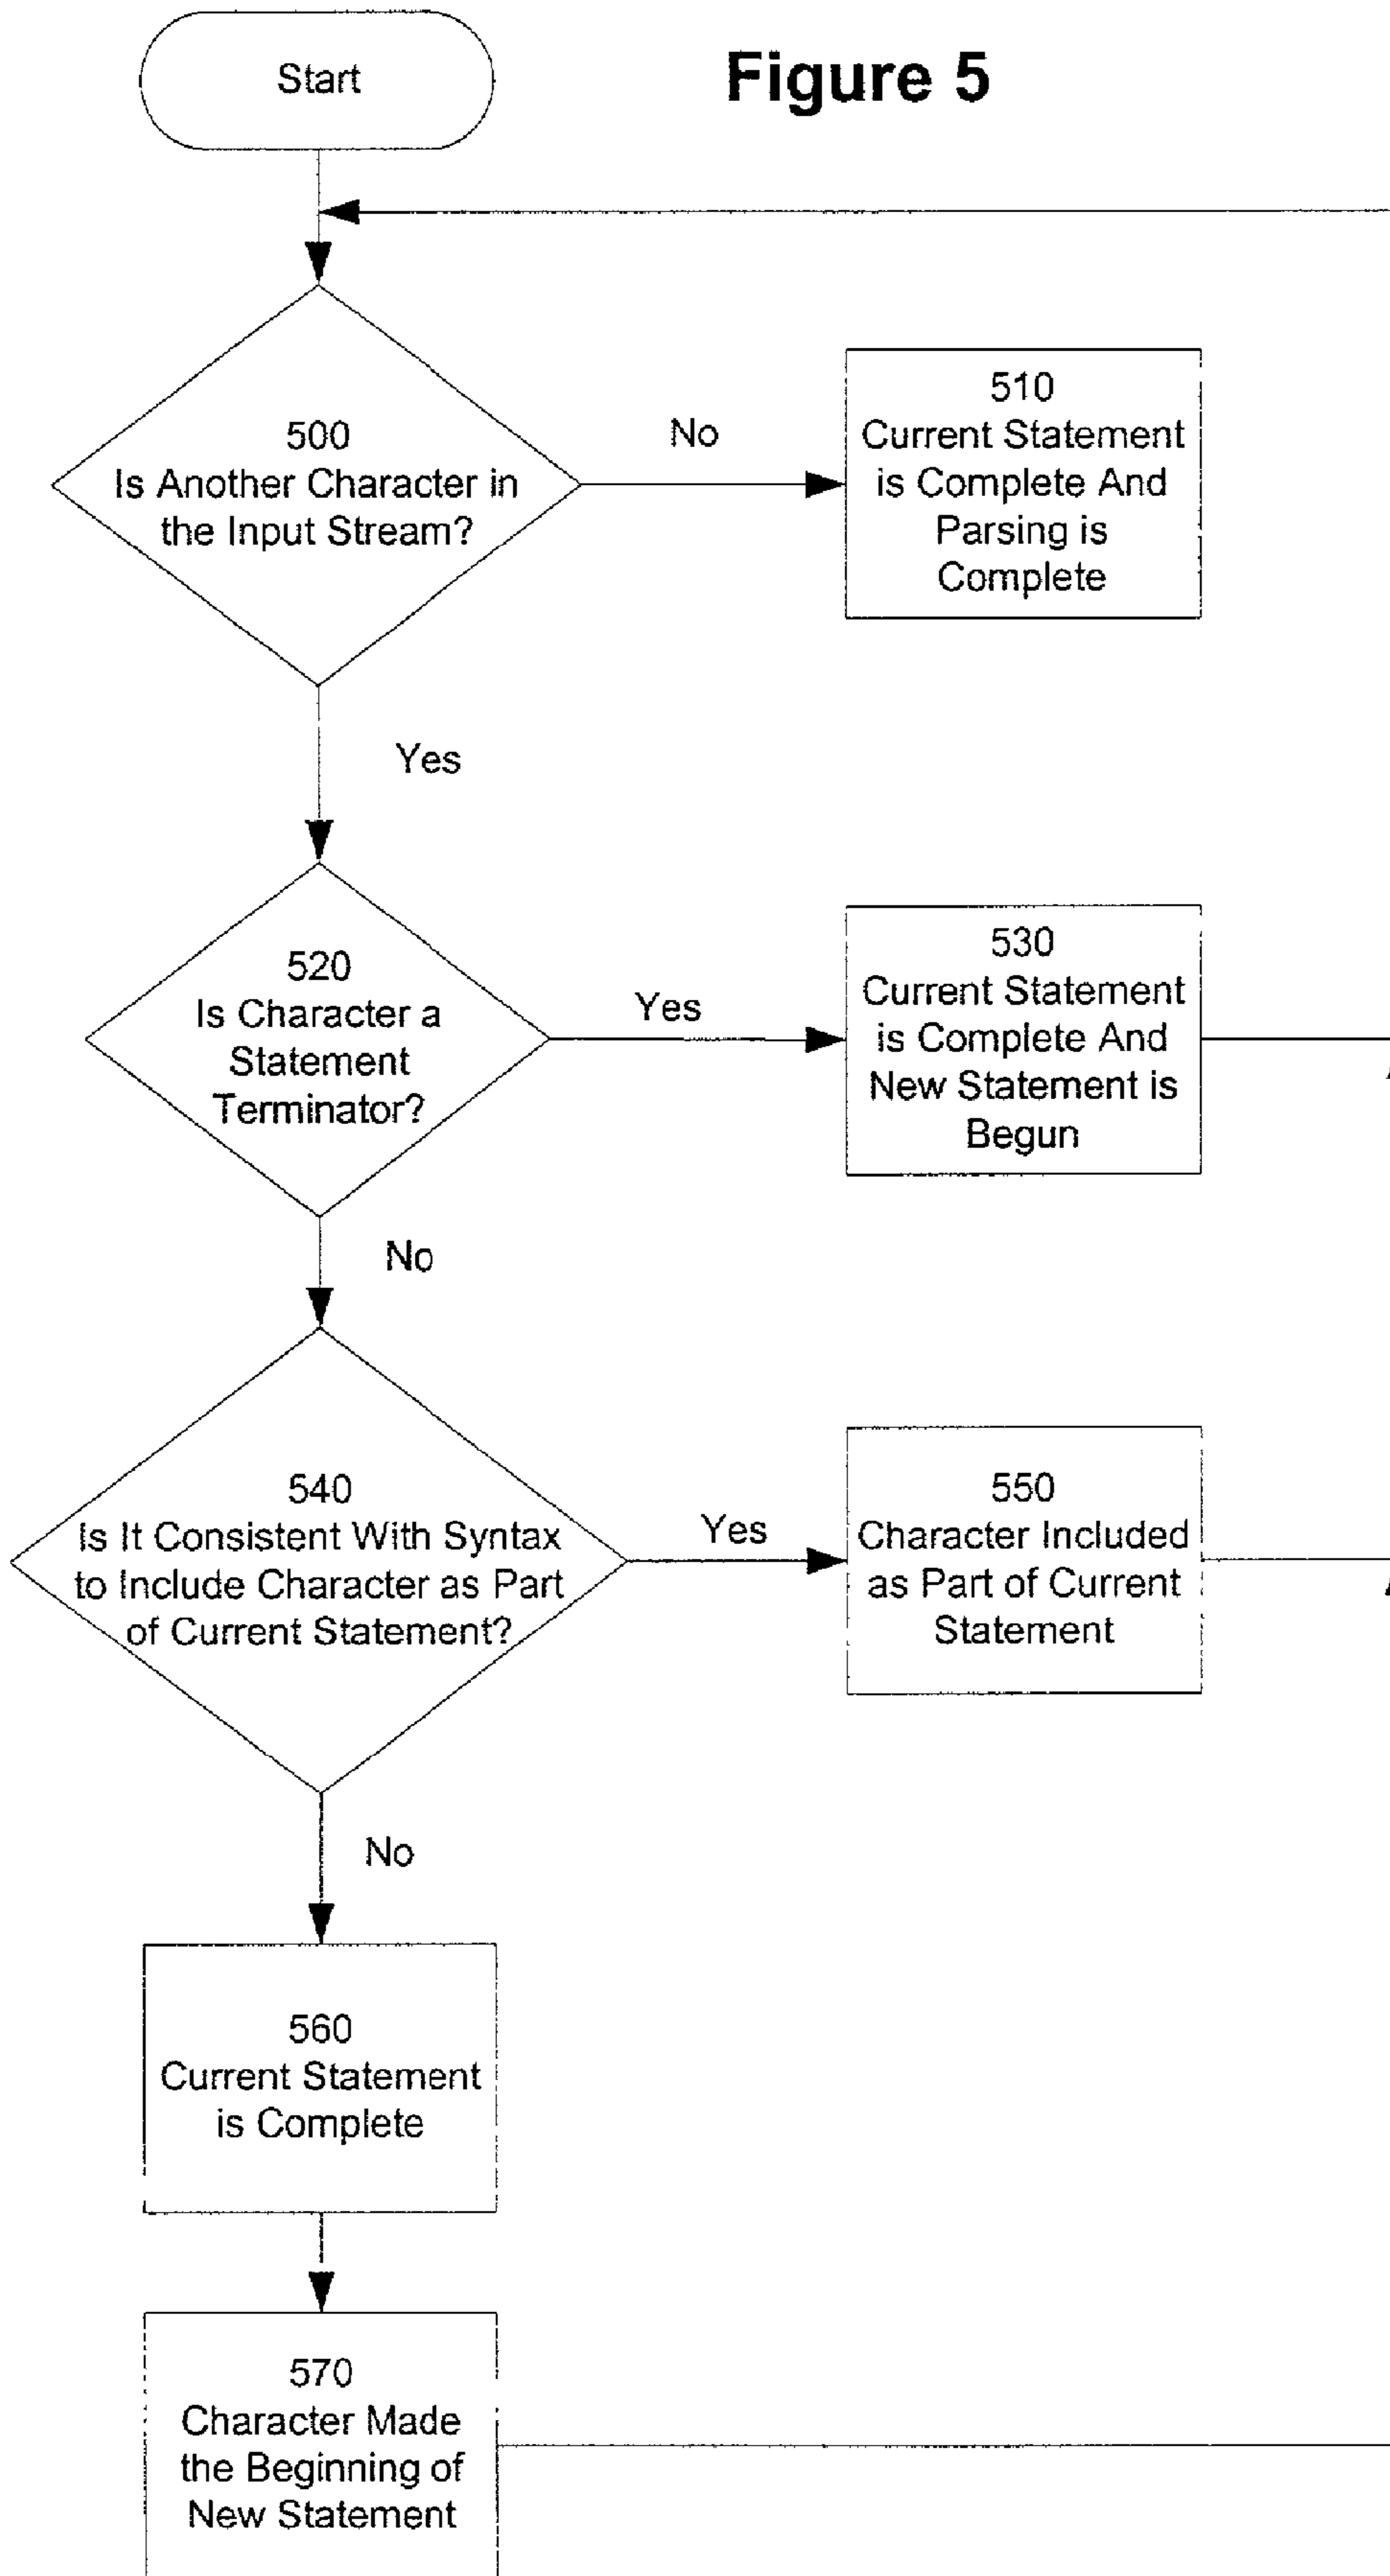 Start
Figure 5
500
Is Another Character in
the Input Stream?
No
510
Current Statement
is Complete And
Parsing is
Complete
Yes
520
Is Character a
Statement
Terminator?
Yes
530
Current Statement
is Complete And
New Statement is
Begun
No
540
Is It Consistent With Syntax
to Include Character as Part
of Current Statement?
Yes
550
Character Included
as Part of Current
Statement
No
560
Current Statement
is Complete
570
Character Made
the Beginning of
New Statement